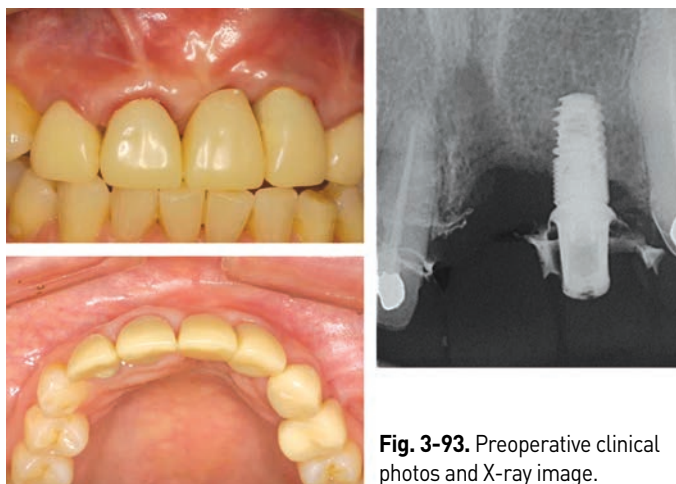 Fig. 3-93. Preoperative clinical
photos and X-ray image.